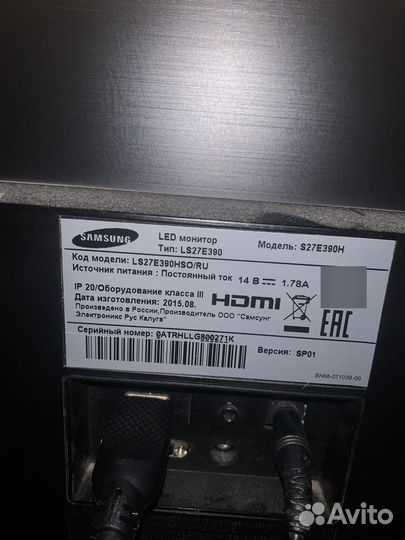 SAMSUNG
LED монитор
Тип: LS27E390
Модель: S27E390H
Код модели: LS27E390HSO/RU
Источник питания : Постоянный ток 14 В 1.78A
IP 20/Оборудование класса III
Дата изготовления: 2015.08.
HDMI
EAC
Произведено в России, Изготовитель: ООО "Самсунг
Электроникс Рус Калуга"
Серийный номер: 0ATRHLLG800271K
Версия: SP01
BN68-07103B-00
Avito